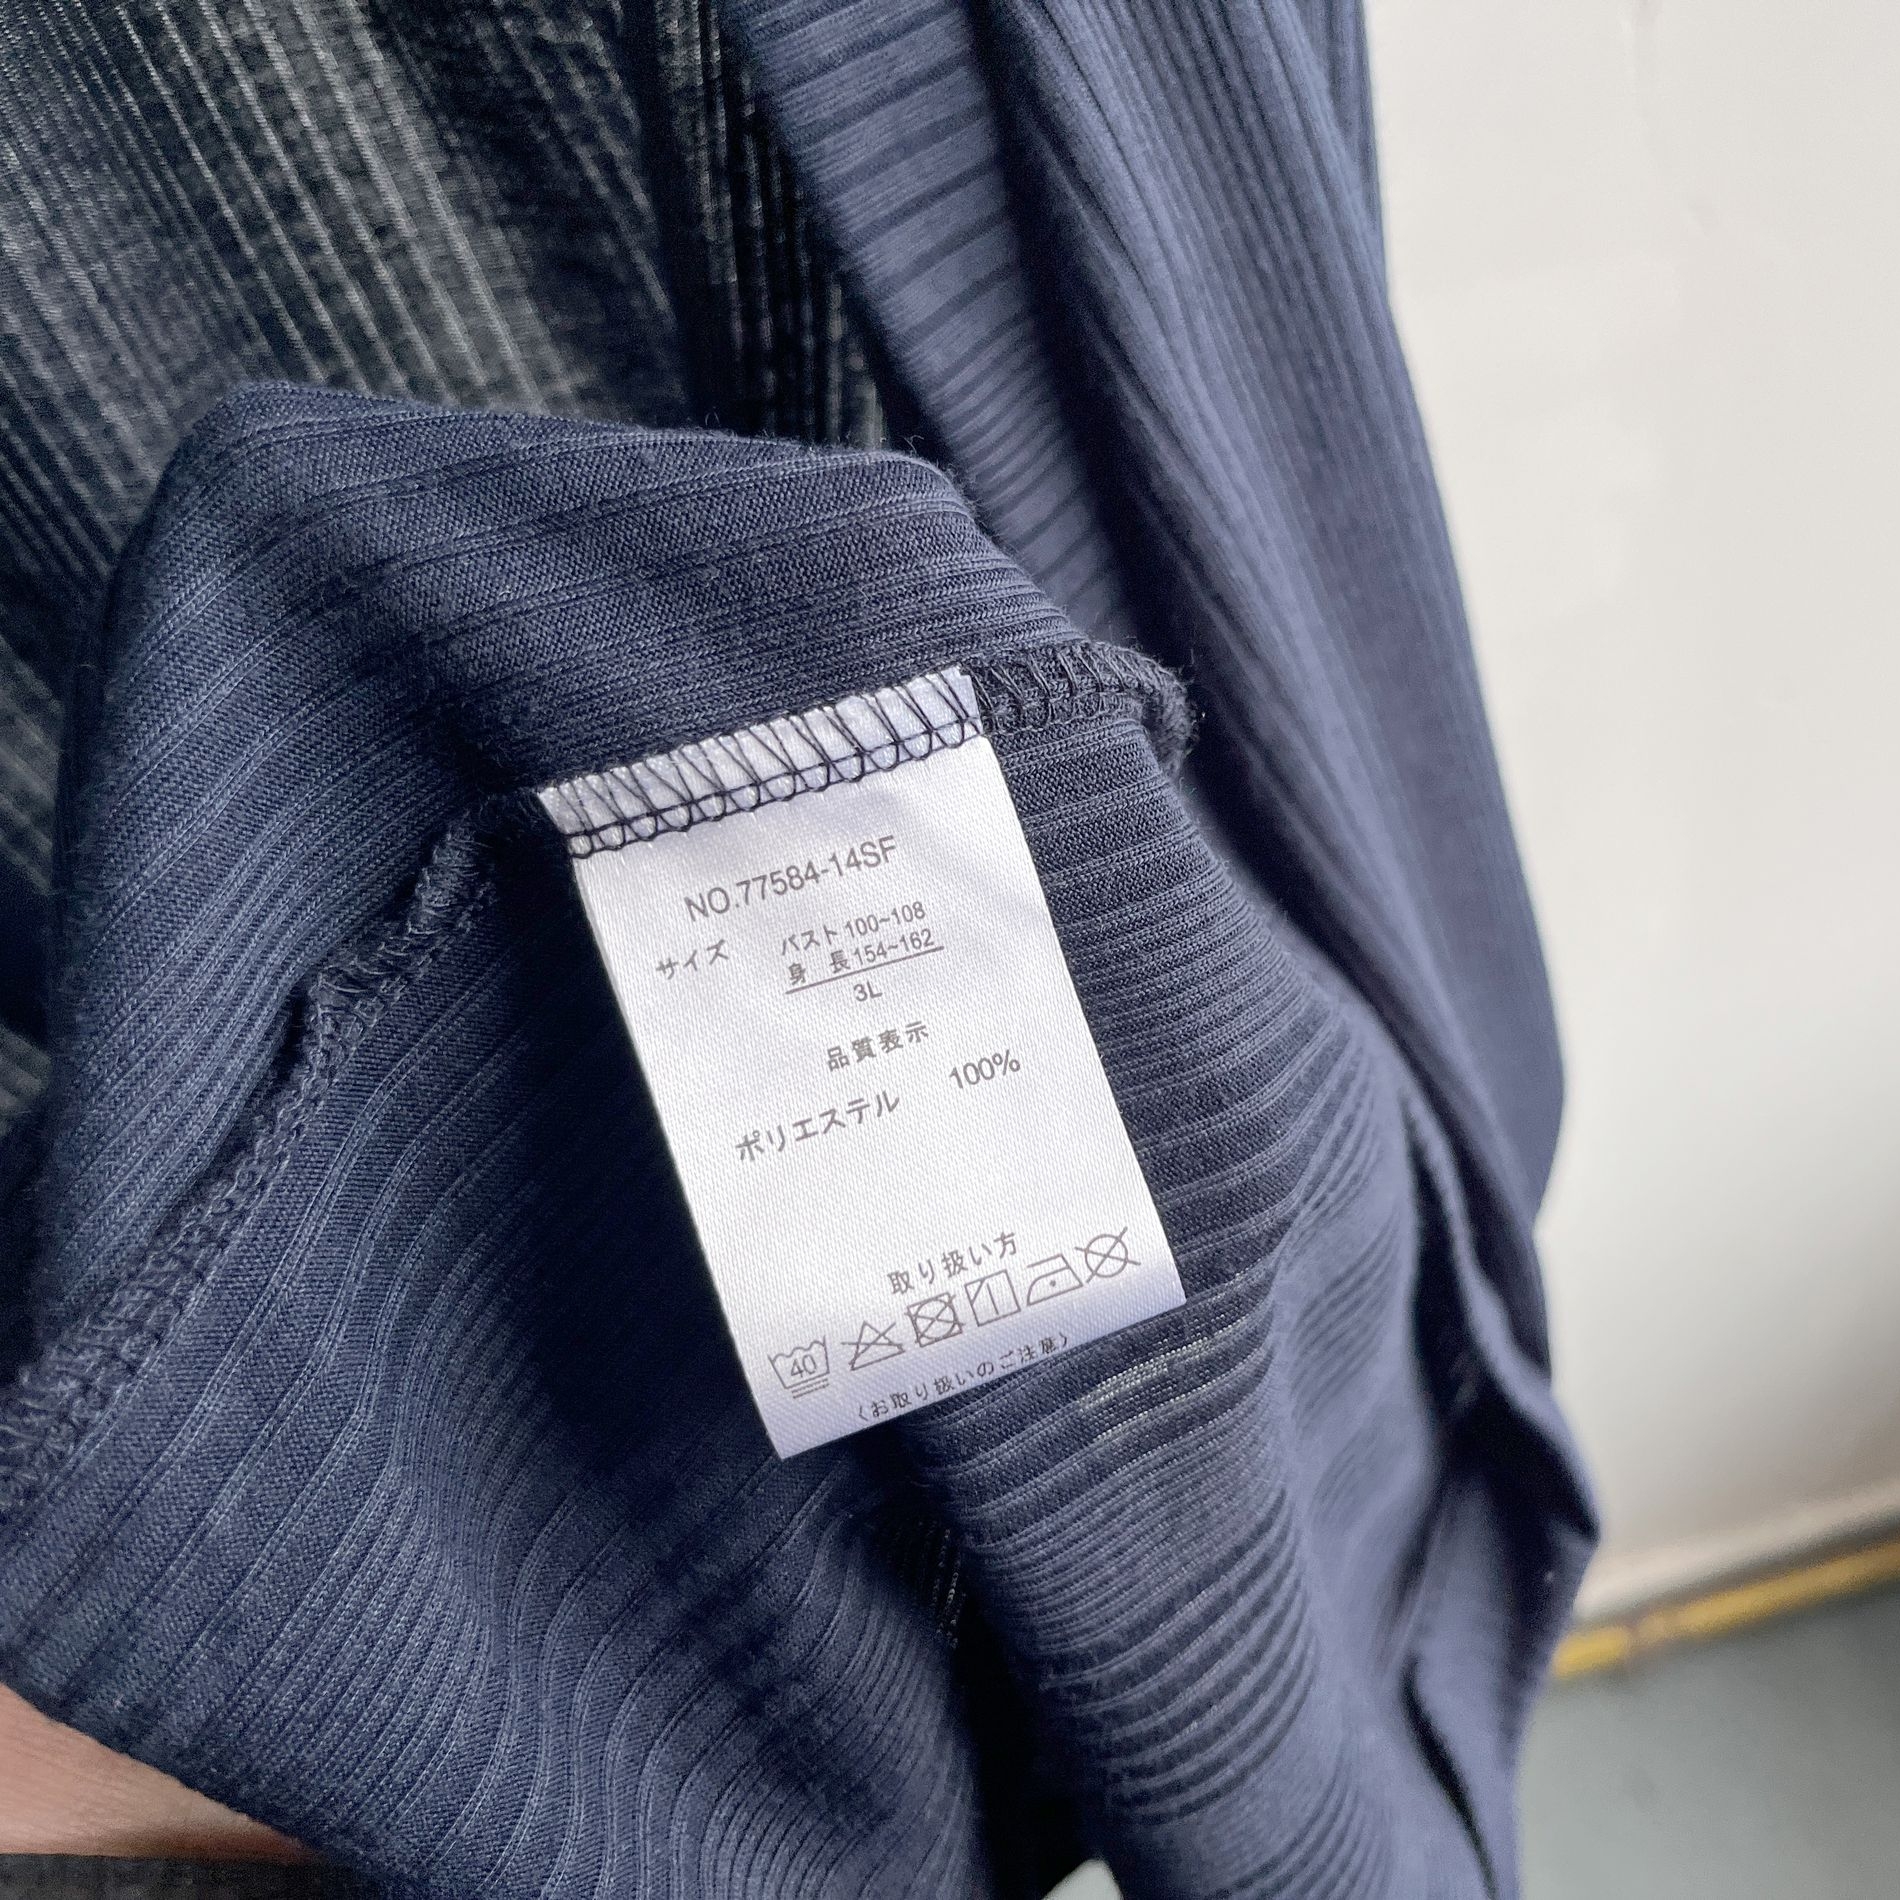 NO.77584-14SF
サイズ バスト100~108
身 長154~162
3L
品質表示
ポリエステル 100%
取り扱い方
40
〈お取り扱いのご注意〉